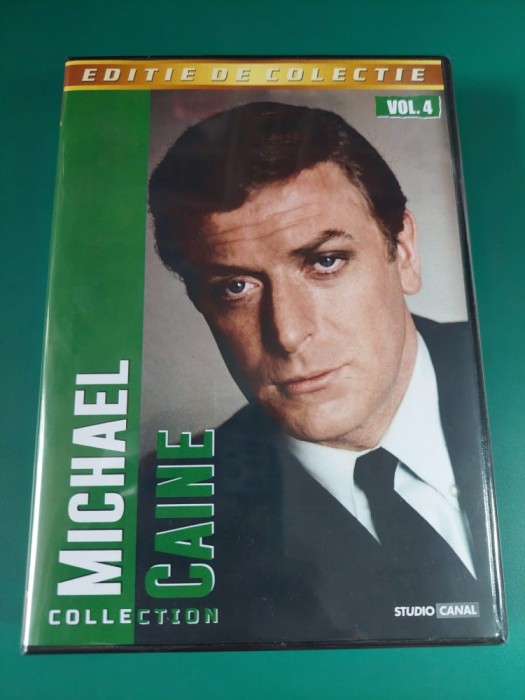 EDITIE DE COLECTIE
VOL. 4
MICHAEL
CAINE
COLLECTION
STUDIO CANAL